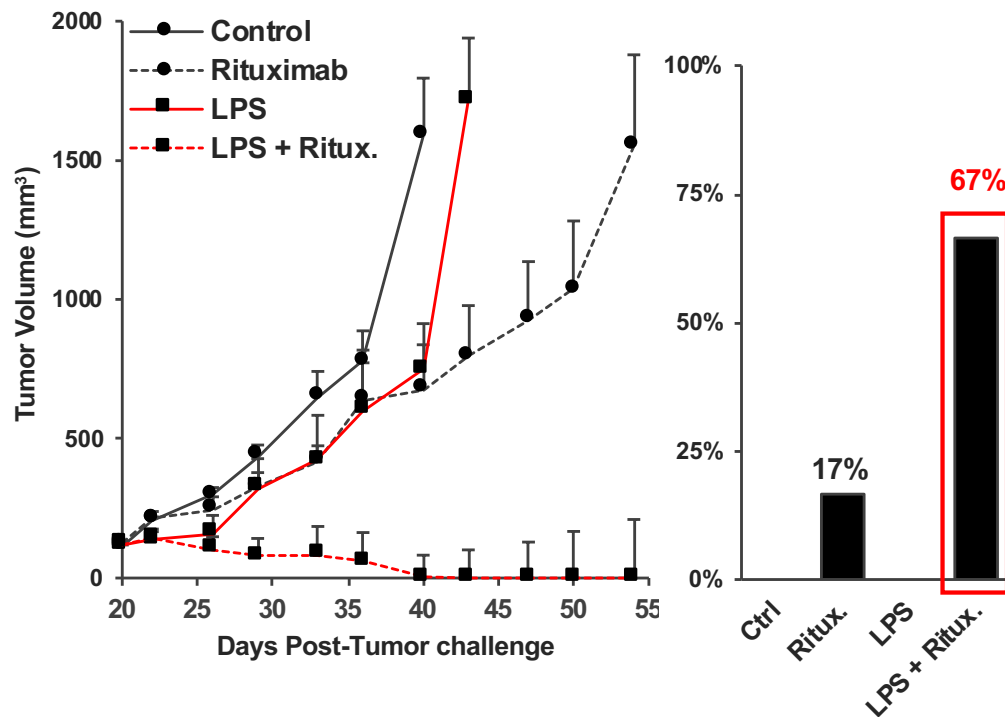 Control
Rituximab
LPS
LPS + Ritux.
Tumor Volume (mm³)
2000
1500
1000
500
0
20 25 30 35 40 45 50 55
Days Post-Tumor challenge
100%
75%
50%
25%
0%
17%
67%
Ctrl
Ritux.
LPS
LPS + Ritux.